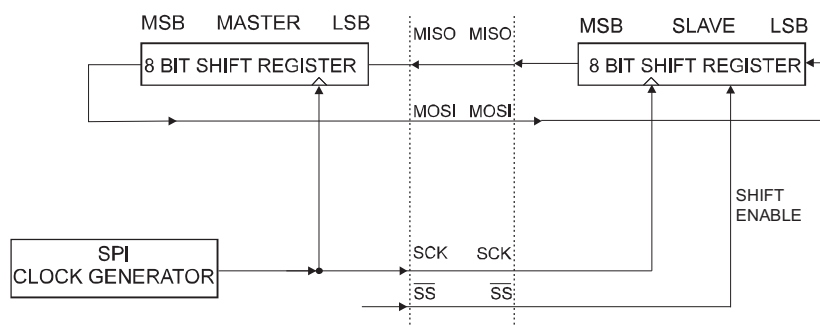 MSB MASTER LSB
MISO MISO
MSB SLAVE LSB
8 BIT SHIFT REGISTER
8 BIT SHIFT REGISTER
MOSI MOSI
SHIFT
ENABLE
SPI
CLOCK GENERATOR
SCK SCK
SS SS